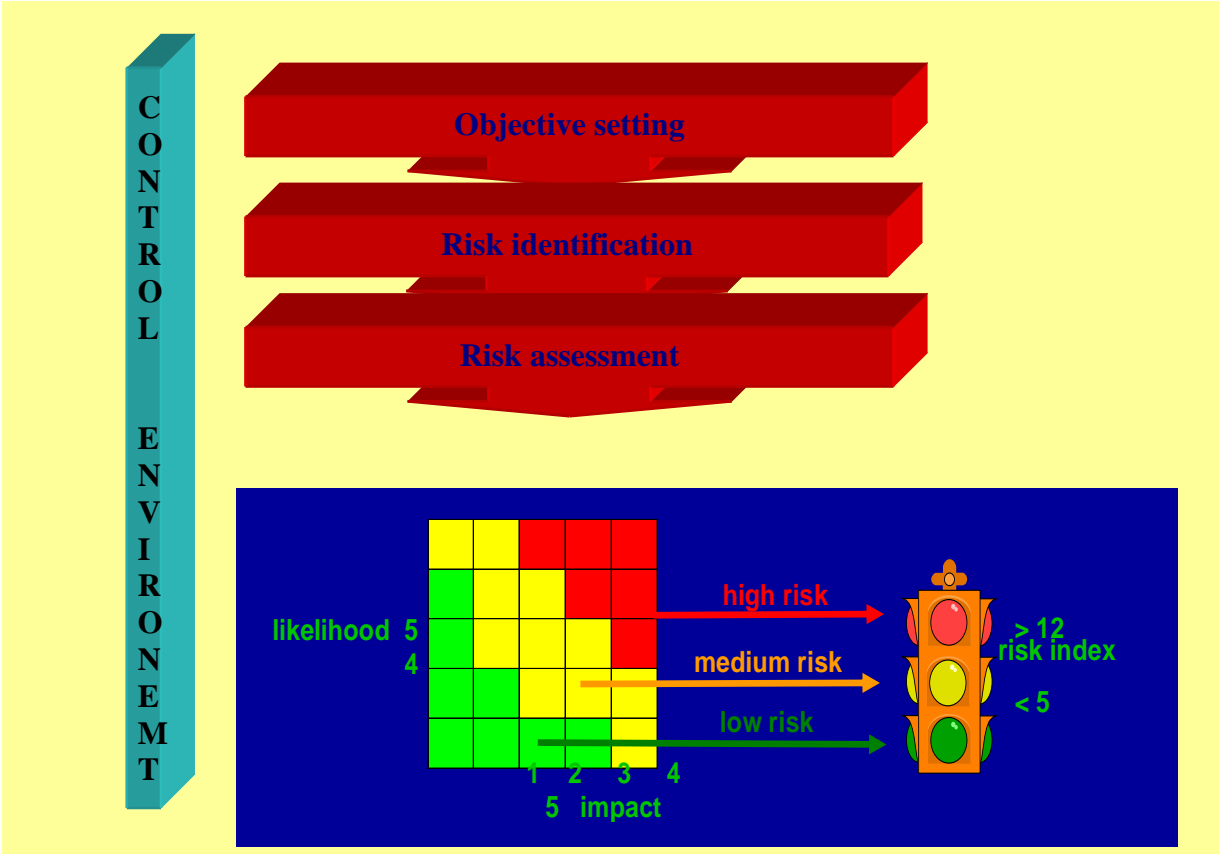 CONTROL ENVIRONEMT
Objective setting
Risk identification
Risk assessment
high risk
likelihood 5
4
> 12
risk index
medium risk
< 5
low risk
1 2 3 4
5 impact